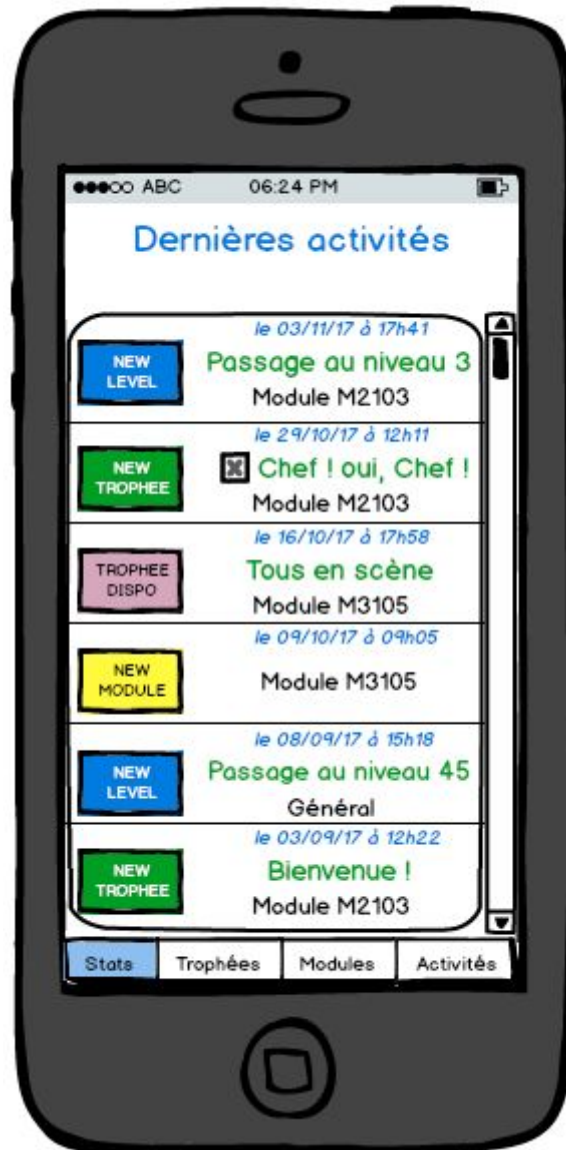 ABC 06:24 PM
Dernières activités
le 03/11/17 à 17h41
NEW
LEVEL
Passage au niveau 3
Module M2103
le 29/10/17 à 12h11
NEW
TROPHEE
Chef ! oui, Chef !
Module M2103
le 16/10/17 à 17h58
TROPHEE
DISPO
Tous en scène
Module M3105
le 09/10/17 à 09h05
NEW
MODULE
Module M3105
le 08/09/17 à 15h18
NEW
LEVEL
Passage au niveau 45
Général
le 03/09/17 à 12h22
NEW
TROPHEE
Bienvenue !
Module M2103
Stats Trophées Modules Activités